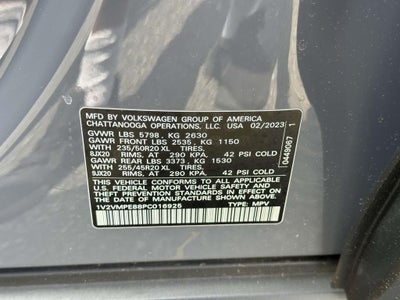 MFD BY VOLKSWAGEN GROUP OF AMERICA
CHATTANOOGA OPERATIONS, LLC. USA 02/2023
GVWR LBS 5798, KG 2630
GAWR FRONT LBS 2535, KG 1150
WITH 235/50R20 XL TIRES,
8JX20 RIMS, AT 290 KPA, 42 PSI COLD
GAWR REAR LBS 3373, KG 1530
WITH 255/45R20 XL TIRES,
9JX20 RIMS, AT 290 KPA, 42 PSI COLD
THIS VEHICLE CONFORMS TO ALL APPLICABLE
U.S. FEDERAL MOTOR VEHICLE SAFETY AND
THEFT PREVENTION STANDARDS IN EFFECT ON
THE DATE OF MANUFACTURE SHOWN ABOVE.
1V2VMPE88PC016925 TYPE: MPV
0449067 1